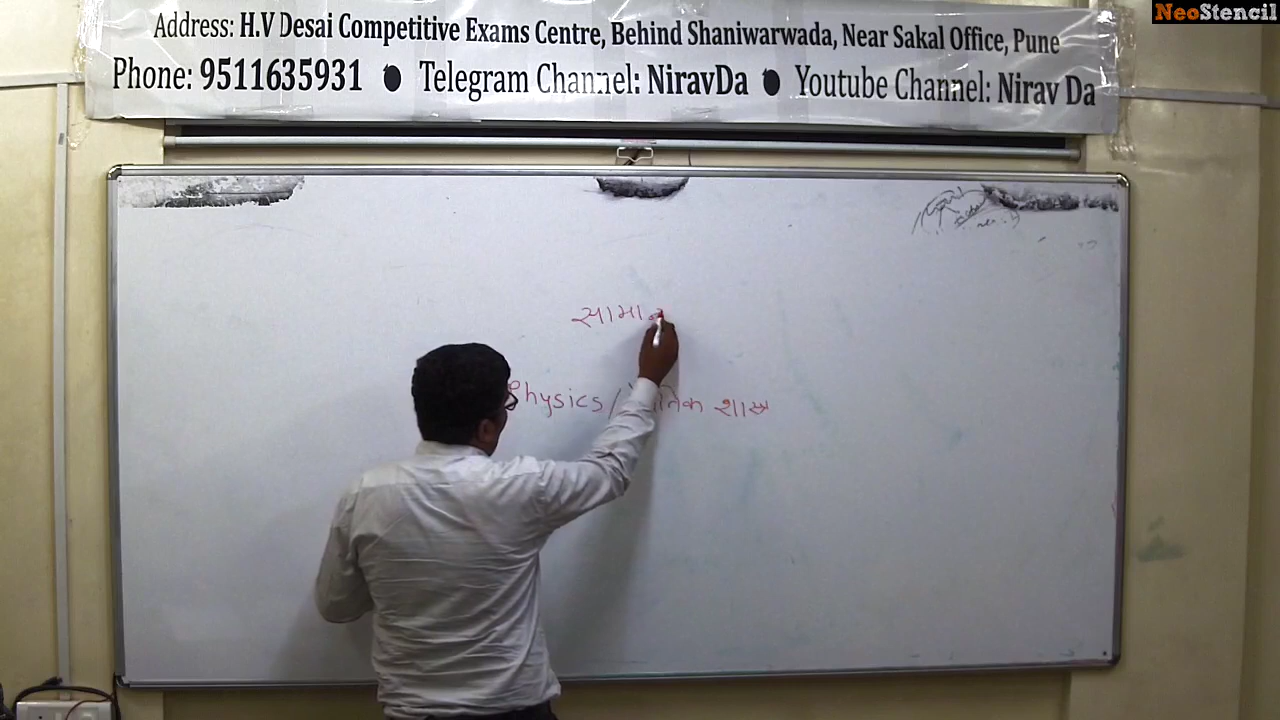 NeoStencil
Address: H.V Desai Competitive Exams Centre, Behind Shaniwarwada, Near Sakal Office, Pune
Phone: 9511635931 ● Telegram Channel: NiravDa ● Youtube Channel: Nirav Da
સામાન
Physics / શાસ્ત્ર